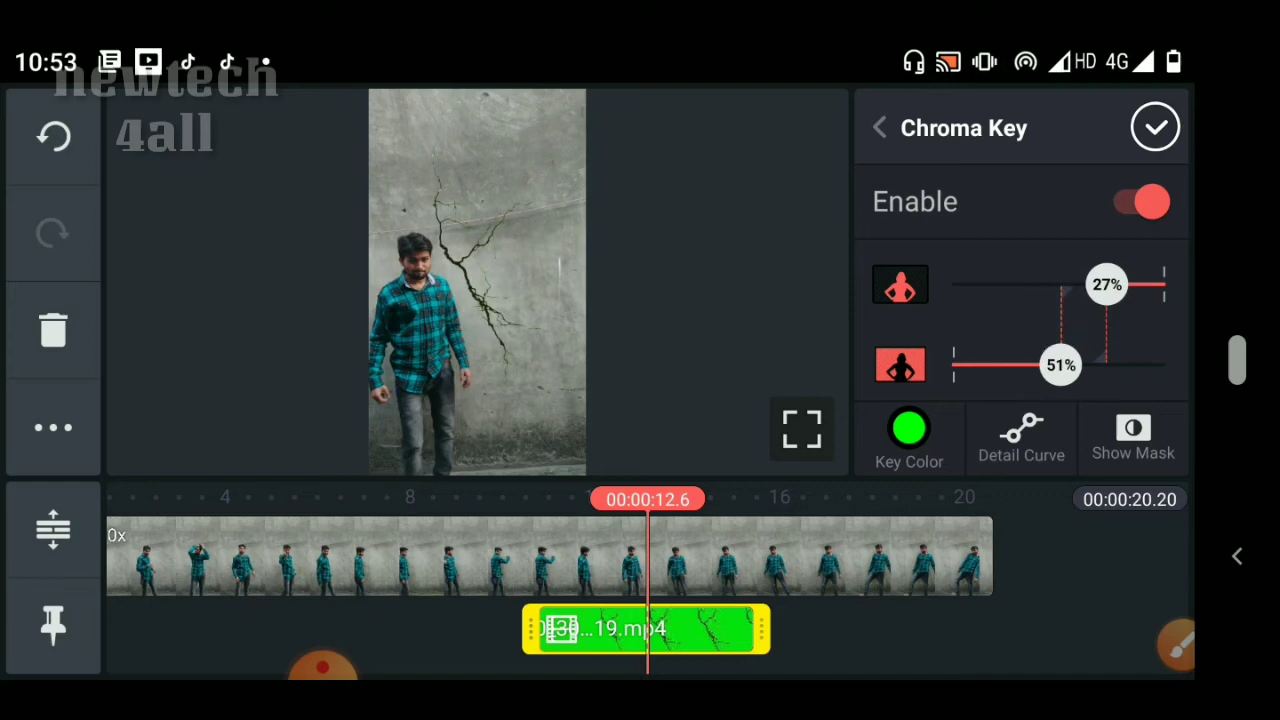 10:53
HD 4G
newtech
4all
Chroma Key
Enable
27%
51%
Key Color
Detail Curve
Show Mask
4
8
00:00:12.6
16
20
00:00:20.20
0x
...19.mp4